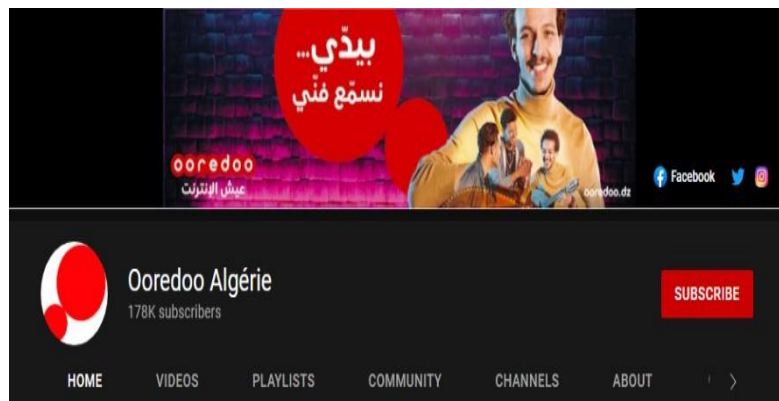 بيدّي...
نسمّع فنّي
ooredoo
عيش الإنترنت
ooredoo.dz
Facebook
Ooredoo Algérie
178K subscribers
SUBSCRIBE
HOME VIDEOS PLAYLISTS COMMUNITY CHANNELS ABOUT